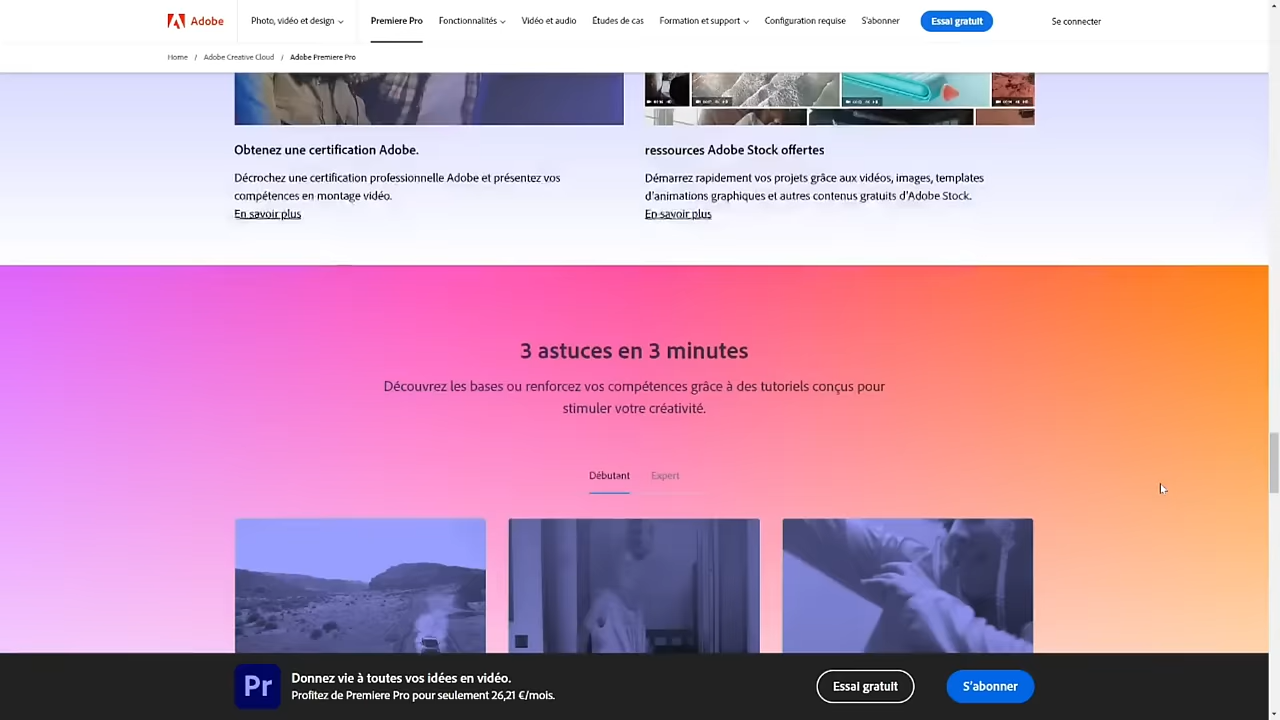 Adobe
Photo, vidéo et design
Premiere Pro
Fonctionnalités
Vidéo et audio
Études de cas
Formation et support
Configuration requise
S'abonner
Essai gratuit
Se connecter
Home / Adobe Creative Cloud / Adobe Premiere Pro
Obtenez une certification Adobe.
Décrochez une certification professionnelle Adobe et présentez vos
compétences en montage vidéo.
En savoir plus
ressources Adobe Stock offertes
Démarrez rapidement vos projets grâce aux vidéos, images, templates
d'animations graphiques et autres contenus gratuits d'Adobe Stock.
En savoir plus
3 astuces en 3 minutes
Découvrez les bases ou renforcez vos compétences grâce à des tutoriels conçus pour
stimuler votre créativité.
Débutant
Expert
Pr
Donnez vie à toutes vos idées en vidéo.
Profitez de Premiere Pro pour seulement 26,21 €/mois.
Essai gratuit
S'abonner